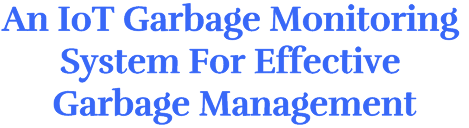 An IoT Garbage Monitoring
System For Effective
Garbage Management